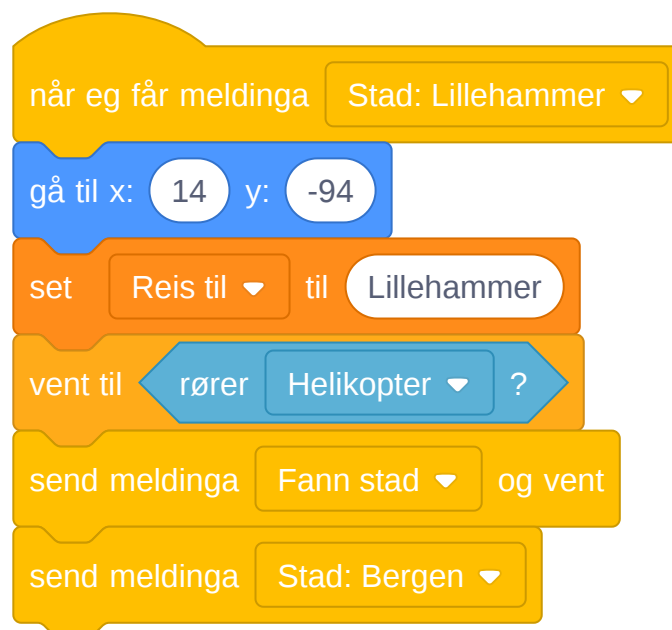 når eg får meldinga Stad: Lillehammer
gå til x: 14 y: -94
set Reis til til Lillehammer
vent til rører Helikopter ?
send meldinga Fann stad og vent
send meldinga Stad: Bergen